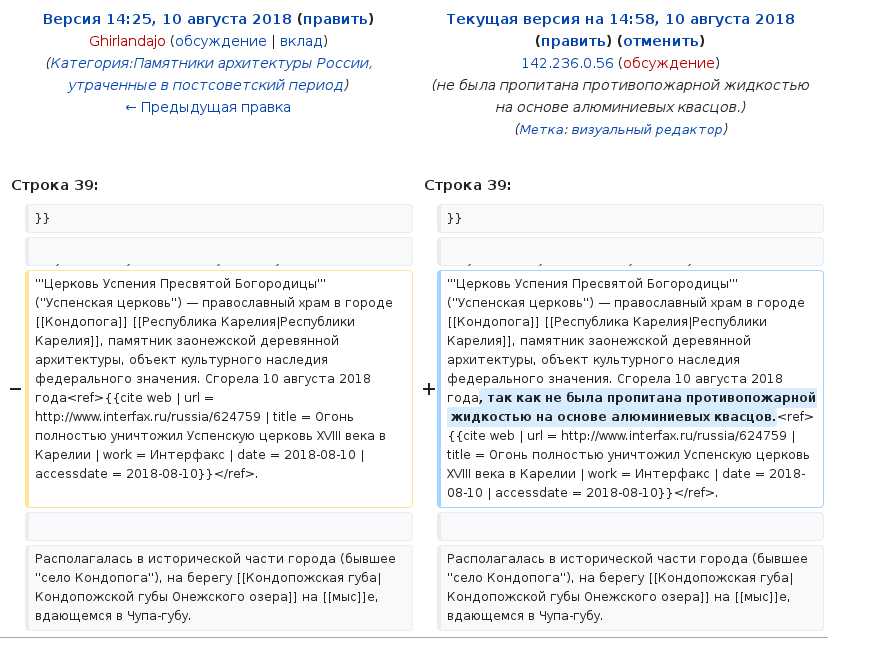 Версия 14:25, 10 августа 2018 (править)
Ghirlandajo (обсуждение | вклад)
(Категория:Памятники архитектуры России,
утраченные в постсоветский период)
← Предыдущая правка
Текущая версия на 14:58, 10 августа 2018
(править) (отменить)
142.236.0.56 (обсуждение)
(не была пропитана противопожарной жидкостью
на основе алюминиевых квасцов.)
(Метка: визуальный редактор)
Строка 39:
}}
−
'''Церковь Успения Пресвятой Богородицы'''
(''Успенская церковь'') — православный храм в городе
[[Кондопога]] [[Республика Карелия|Республики
Карелия]], памятник заонежской деревянной
архитектуры, объект культурного наследия
федерального значения. Сгорела 10 августа 2018
года<ref>{{cite web | url =
http://www.interfax.ru/russia/624759 | title = Огонь
полностью уничтожил Успенскую церковь XVIII века в
Карелии | work = Интерфакс | date = 2018-08-10 |
accessdate = 2018-08-10}}</ref>.
Располагалась в исторической части города (бывшее
''село Кондопога''), на берегу [[Кондопожская губа|
Кондопожской губы Онежского озера]] на [[мыс]]е,
вдающемся в Чупа-губу.
Строка 39:
}}
+
'''Церковь Успения Пресвятой Богородицы'''
(''Успенская церковь'') — православный храм в городе
[[Кондопога]] [[Республика Карелия|Республики
Карелия]], памятник заонежской деревянной
архитектуры, объект культурного наследия
федерального значения. Сгорела 10 августа 2018
года, так как не была пропитана противопожарной
жидкостью на основе алюминиевых квасцов.<ref>
{{cite web | url = http://www.interfax.ru/russia/624759 |
title = Огонь полностью уничтожил Успенскую церковь
XVIII века в Карелии | work = Интерфакс | date = 2018-
08-10 | accessdate = 2018-08-10}}</ref>.
Располагалась в исторической части города (бывшее
''село Кондопога''), на берегу [[Кондопожская губа|
Кондопожской губы Онежского озера]] на [[мыс]]е,
вдающемся в Чупа-губу.